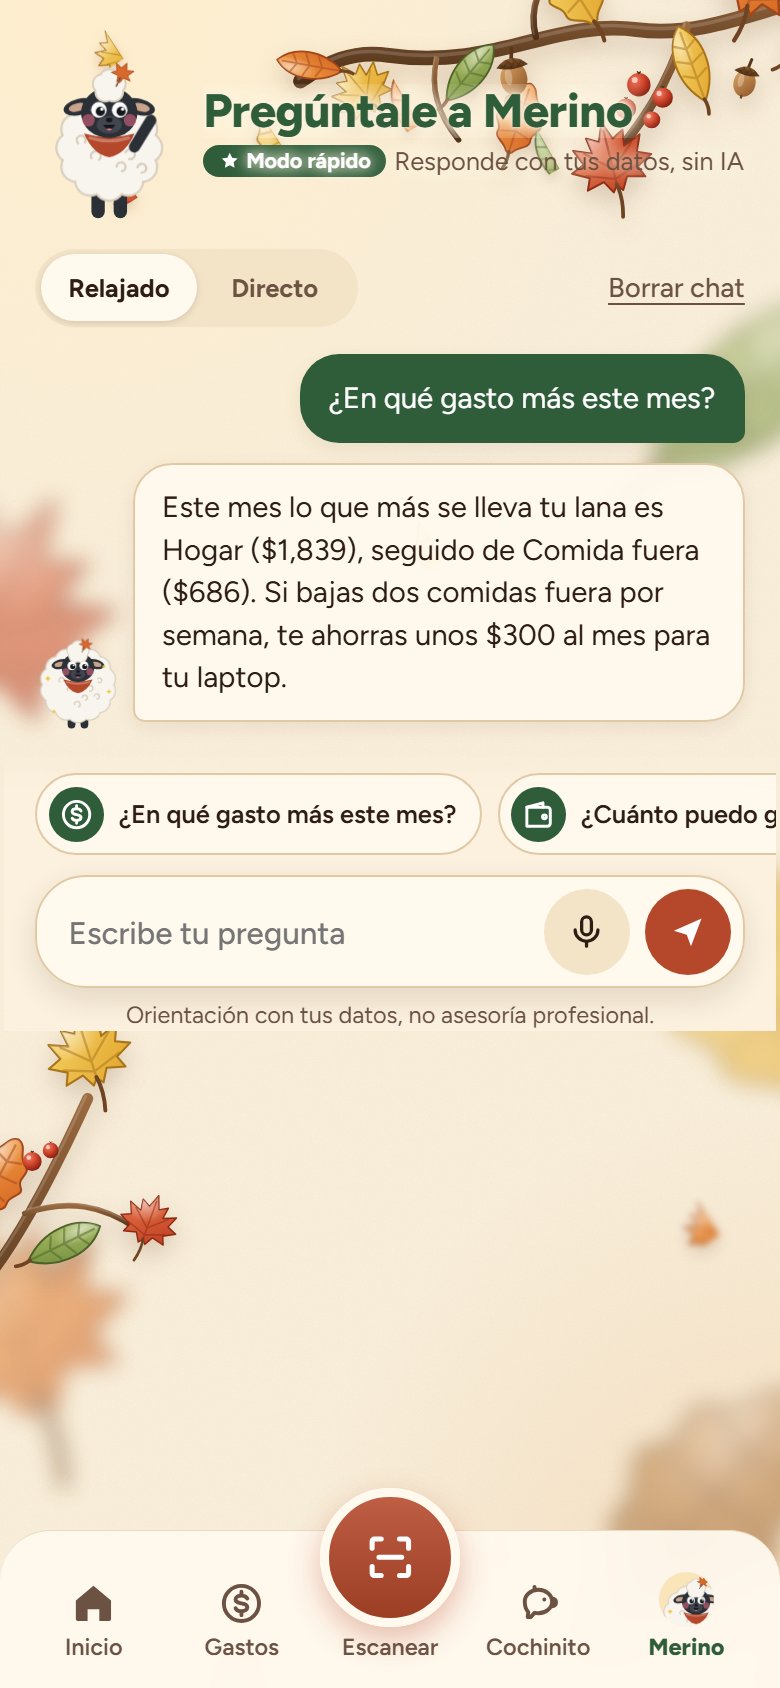 Pregúntale a Merino
Modo rápido Responde con tus datos, sin IA
Relajado Directo Borrar chat
¿En qué gasto más este mes?
Este mes lo que más se lleva tu lana es
Hogar ($1,839), seguido de Comida fuera
($686). Si bajas dos comidas fuera por
semana, te ahorras unos $300 al mes para
tu laptop.
¿En qué gasto más este mes? ¿Cuánto puedo g
Escribe tu pregunta
Orientación con tus datos, no asesoría profesional.
Inicio Gastos Escanear Cochinito Merino